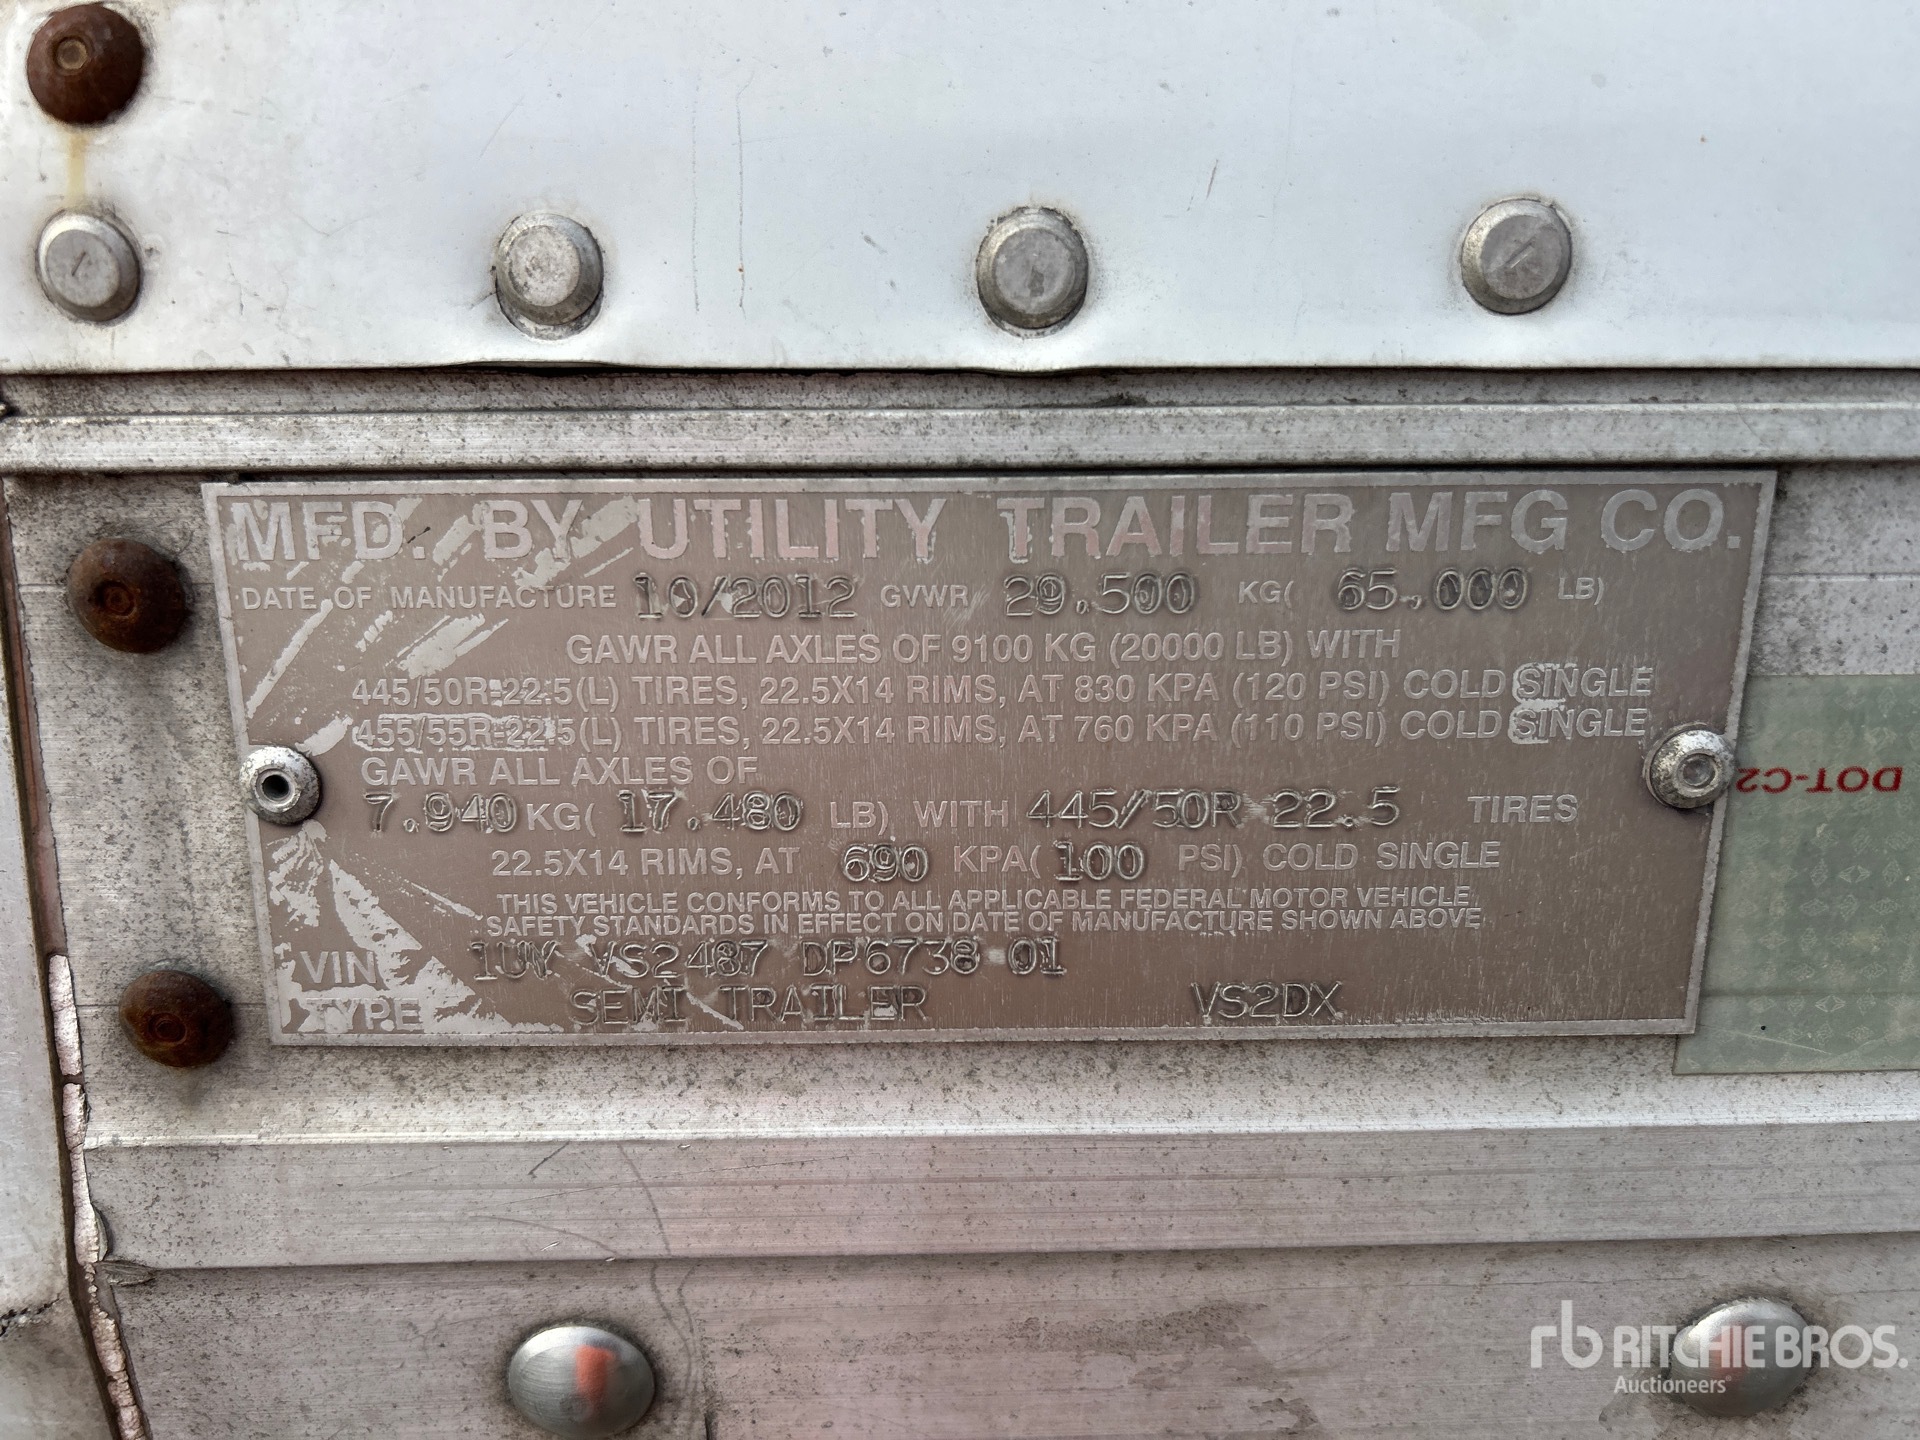 MFD. BY UTILITY TRAILER MFG CO.
DATE OF MANUFACTURE 10/2012 GVWR 29.500 KG( 65,000 LB)
GAWR ALL AXLES OF 9100 KG (20000 LB) WITH
445/50R-22.5(L) TIRES, 22.5X14 RIMS, AT 830 KPA (120 PSI) COLD SINGLE
455/55R-22.5(L) TIRES, 22.5X14 RIMS, AT 760 KPA (110 PSI) COLD SINGLE
GAWR ALL AXLES OF
7.940 KG( 17.480 LB) WITH 445/50R 22.5 TIRES
22.5X14 RIMS, AT 690 KPA( 100 PSI) COLD SINGLE
THIS VEHICLE CONFORMS TO ALL APPLICABLE FEDERAL MOTOR VEHICLE
SAFETY STANDARDS IN EFFECT ON DATE OF MANUFACTURE SHOWN ABOVE
VIN 1UY VS2487 DP6738 01
TYPE SEMI TRAILER VS2DX
DOT-C2
rb RITCHIE BROS.
Auctioneers